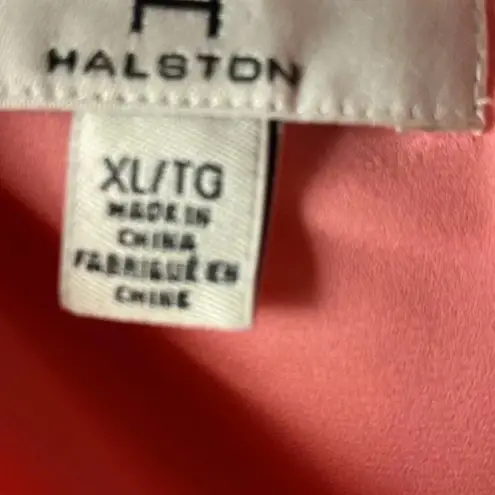 H
HALSTON
XL/TG
MADE IN
CHINA
FABRIQUÉ EN
CHINE